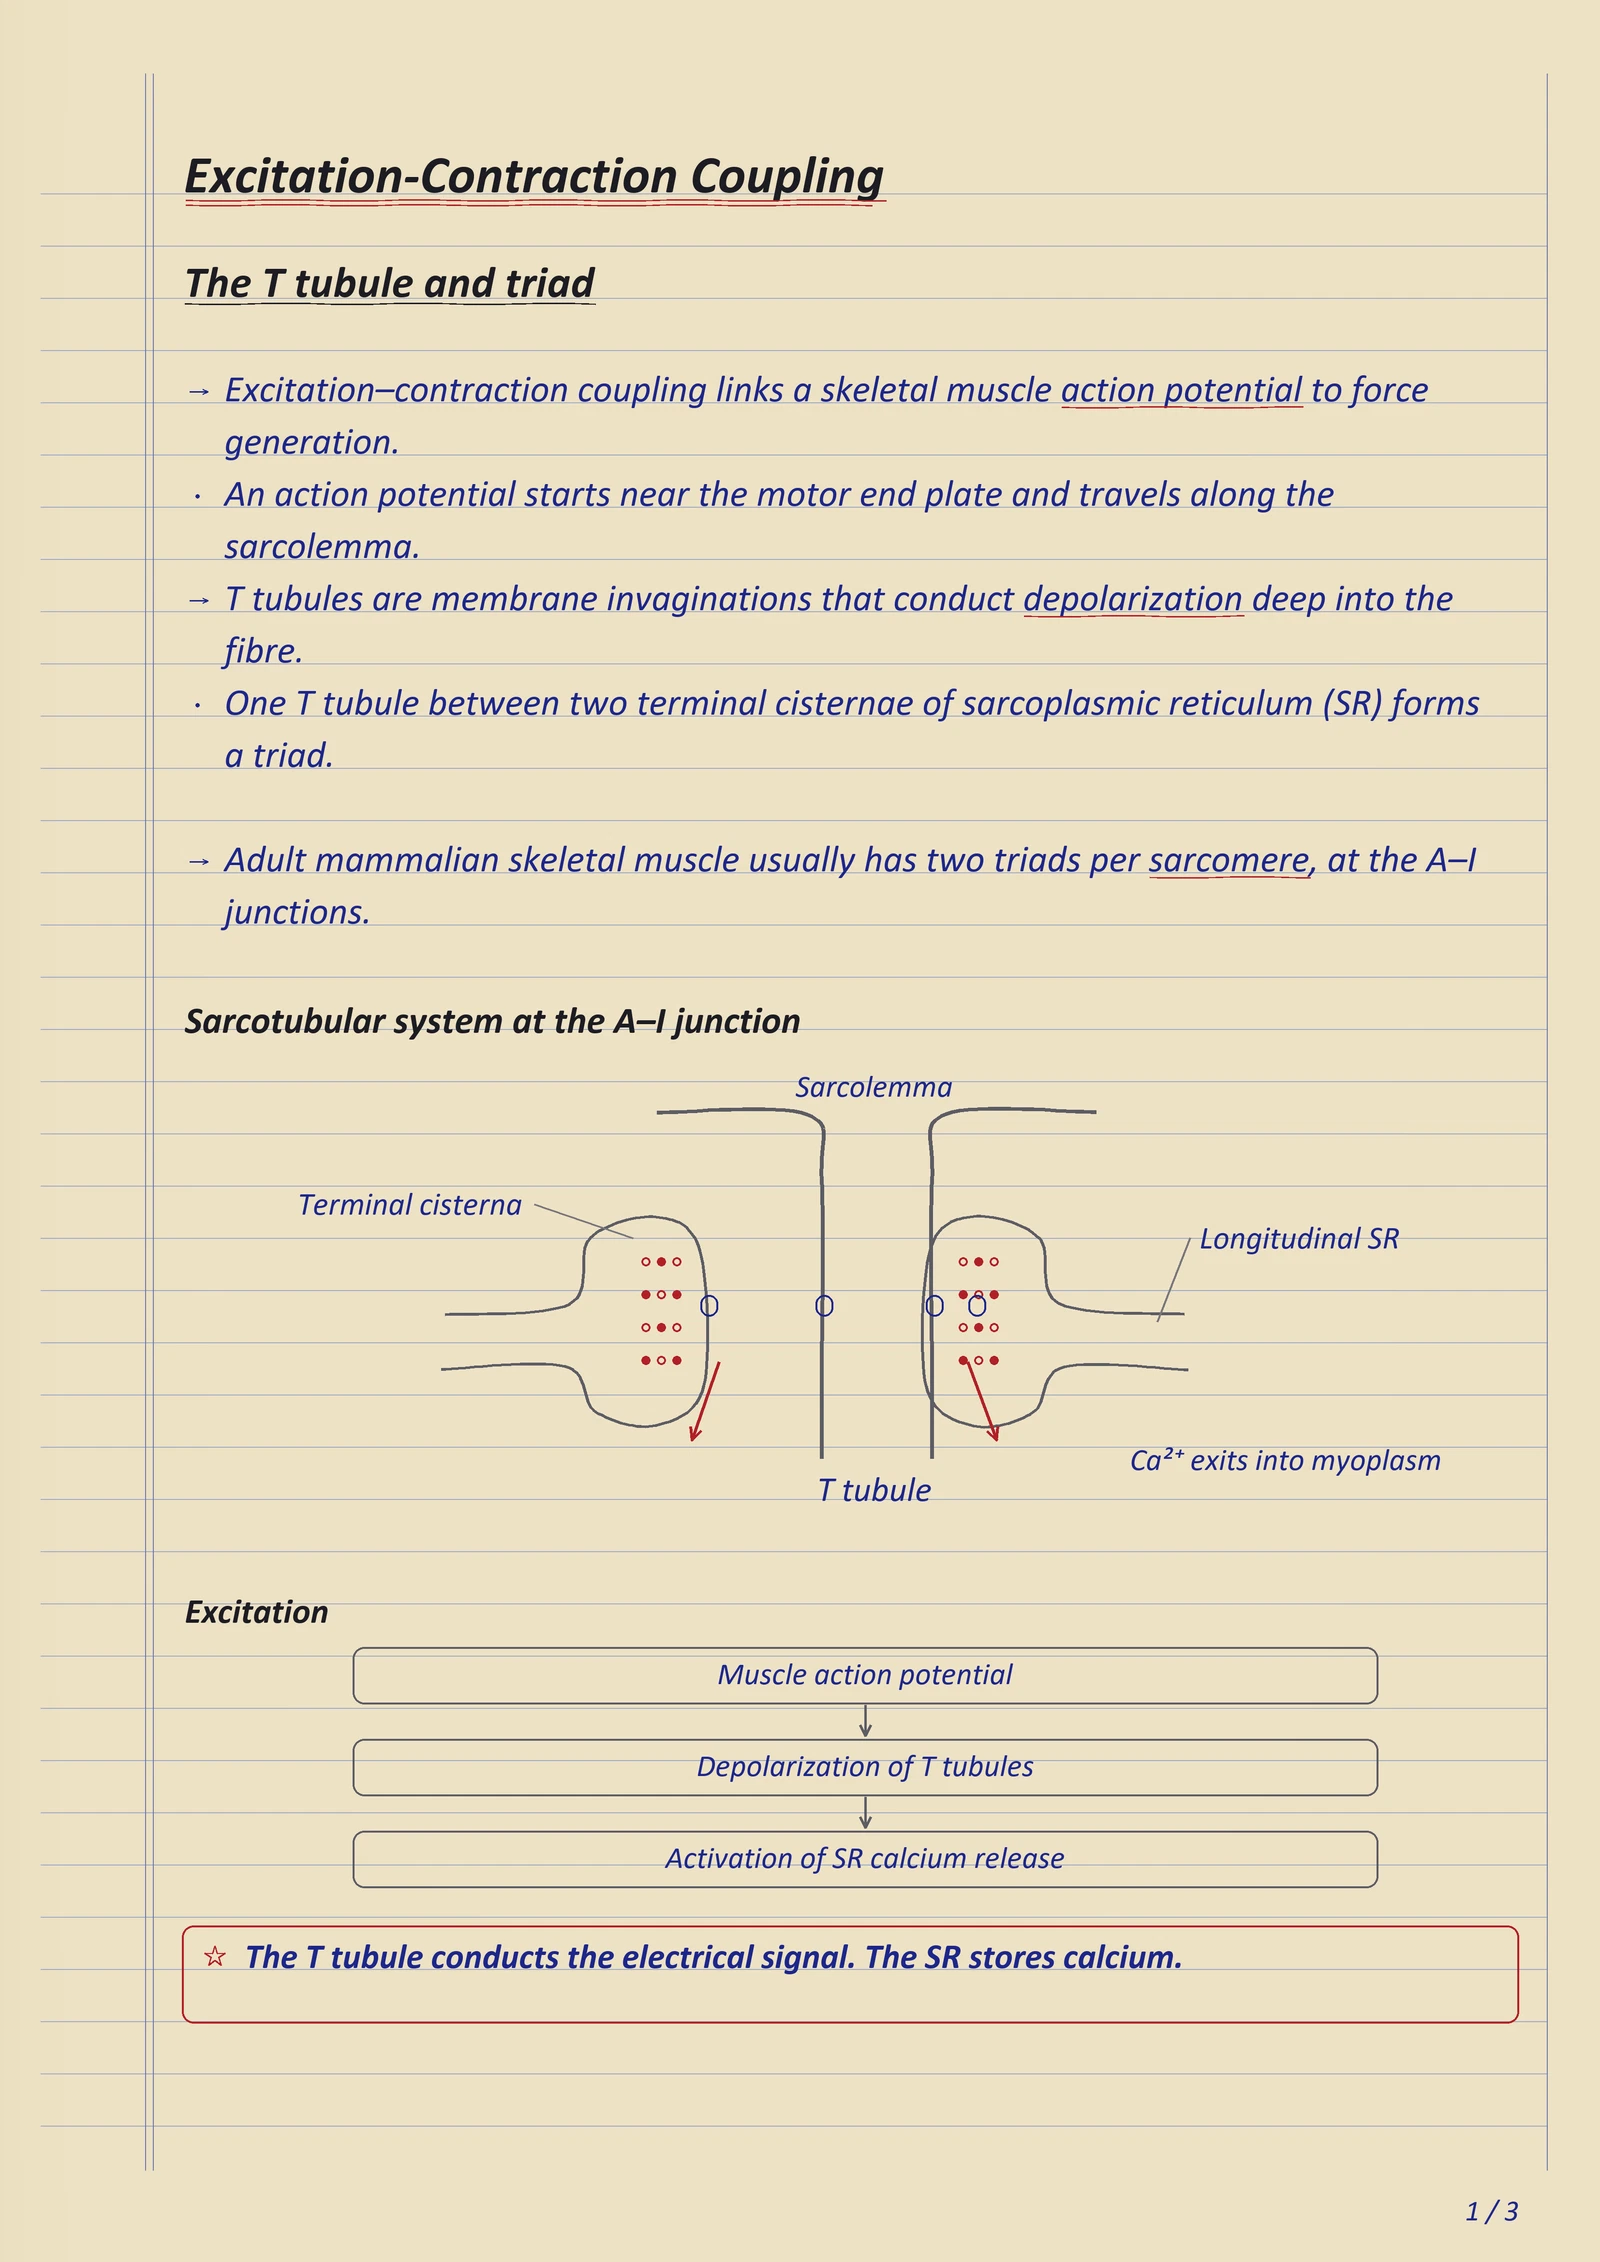 Excitation-Contraction Coupling
The T tubule and triad
→ Excitation–contraction coupling links a skeletal muscle action potential to force
generation.
· An action potential starts near the motor end plate and travels along the
sarcolemma.
→ T tubules are membrane invaginations that conduct depolarization deep into the
fibre.
· One T tubule between two terminal cisternae of sarcoplasmic reticulum (SR) forms
a triad.
→ Adult mammalian skeletal muscle usually has two triads per sarcomere, at the A–I
junctions.
Sarcotubular system at the A–I junction
Sarcolemma
Terminal cisterna
Longitudinal SR
Ca²⁺ exits into myoplasm
T tubule
Excitation
Muscle action potential
Depolarization of T tubules
Activation of SR calcium release
☆ The T tubule conducts the electrical signal. The SR stores calcium.
1 / 3